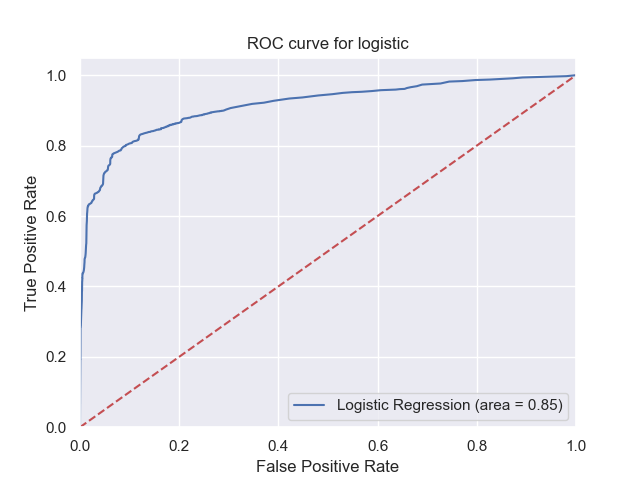 ROC curve for logistic
True Positive Rate
1.0
0.8
0.6
0.4
0.2
0.0
Logistic Regression (area = 0.85)
0.0 0.2 0.4 0.6 0.8 1.0
False Positive Rate